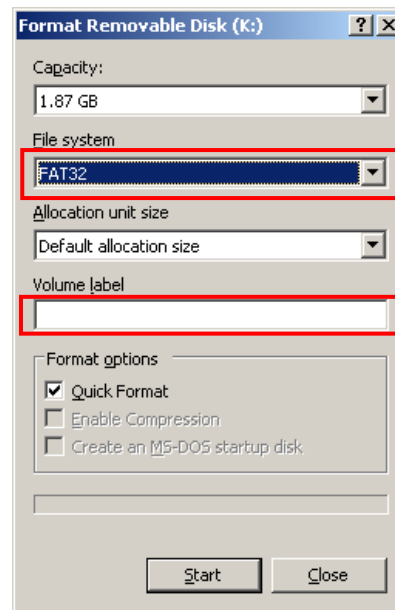 Format Removable Disk (K:)
Capacity:
1.87 GB
File system
FAT32
Allocation unit size
Default allocation size
Volume label
Format options
Quick Format
Enable Compression
Create an MS-DOS startup disk
Start
Close